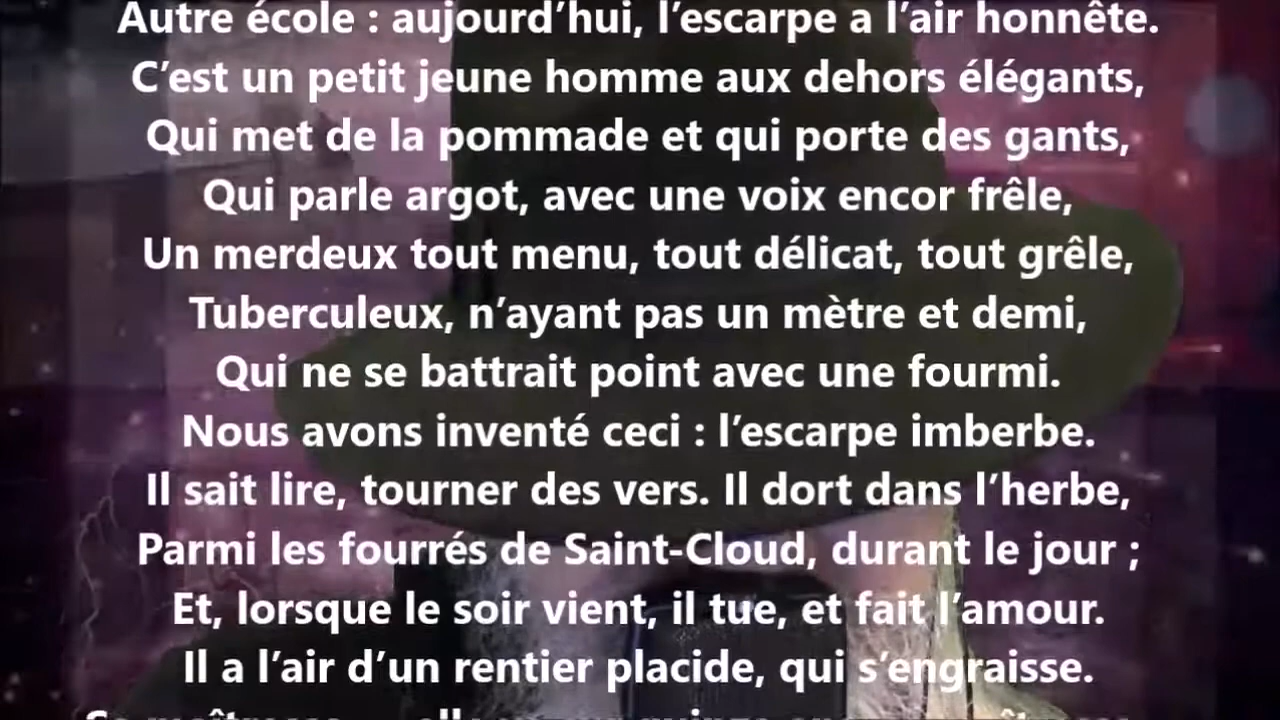 Autre école : aujourd’hui, l’escarpe a l’air honnête.
C’est un petit jeune homme aux dehors élégants,
Qui met de la pommade et qui porte des gants,
Qui parle argot, avec une voix encor frêle,
Un merdeux tout menu, tout délicat, tout grêle,
Tuberculeux, n’ayant pas un mètre et demi,
Qui ne se battrait point avec une fourmi.
Nous avons inventé ceci : l’escarpe imberbe.
Il sait lire, tourner des vers. Il dort dans l’herbe,
Parmi les fourrés de Saint-Cloud, durant le jour ;
Et, lorsque le soir vient, il tue, et fait l’amour.
Il a l’air d’un rentier placide, qui s’engraisse.